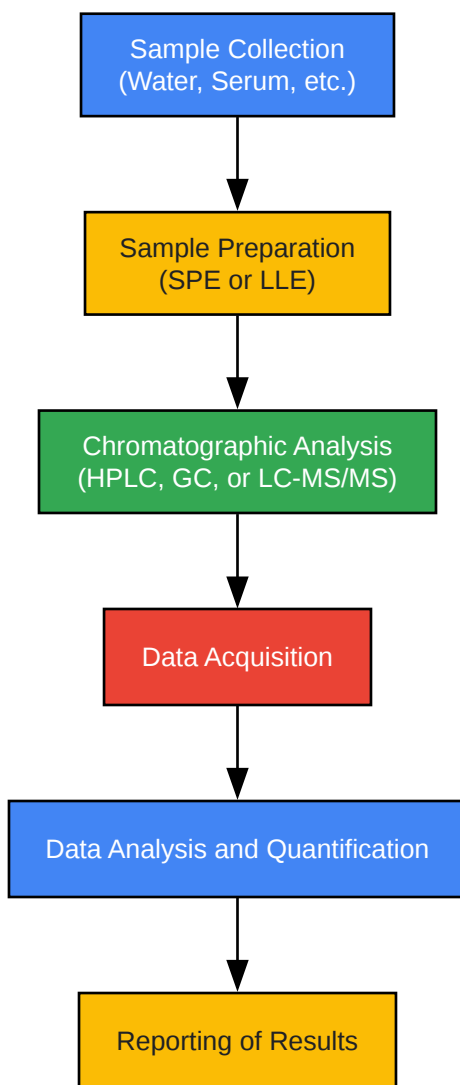 Sample Collection
(Water, Serum, etc.)
Sample Preparation
(SPE or LLE)
Chromatographic Analysis
(HPLC, GC, or LC-MS/MS)
Data Acquisition
Data Analysis and Quantification
Reporting of Results